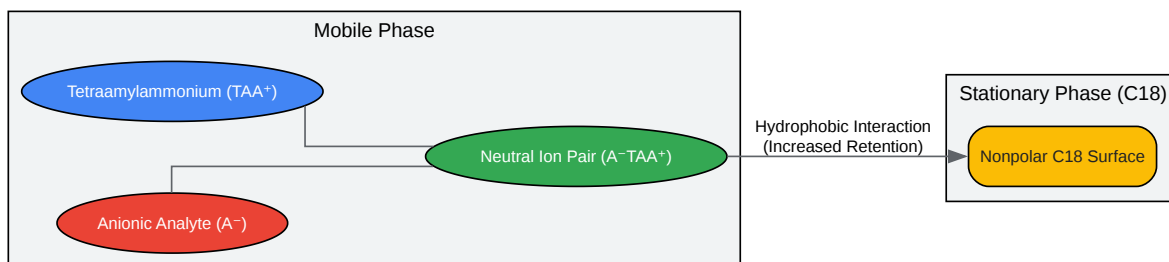 Mobile Phase
Tetraamylammonium (TAA⁺)
Anionic Analyte (A⁻)
Neutral Ion Pair (A⁻TAA⁺)
Hydrophobic Interaction
(Increased Retention)
Stationary Phase (C18)
Nonpolar C18 Surface